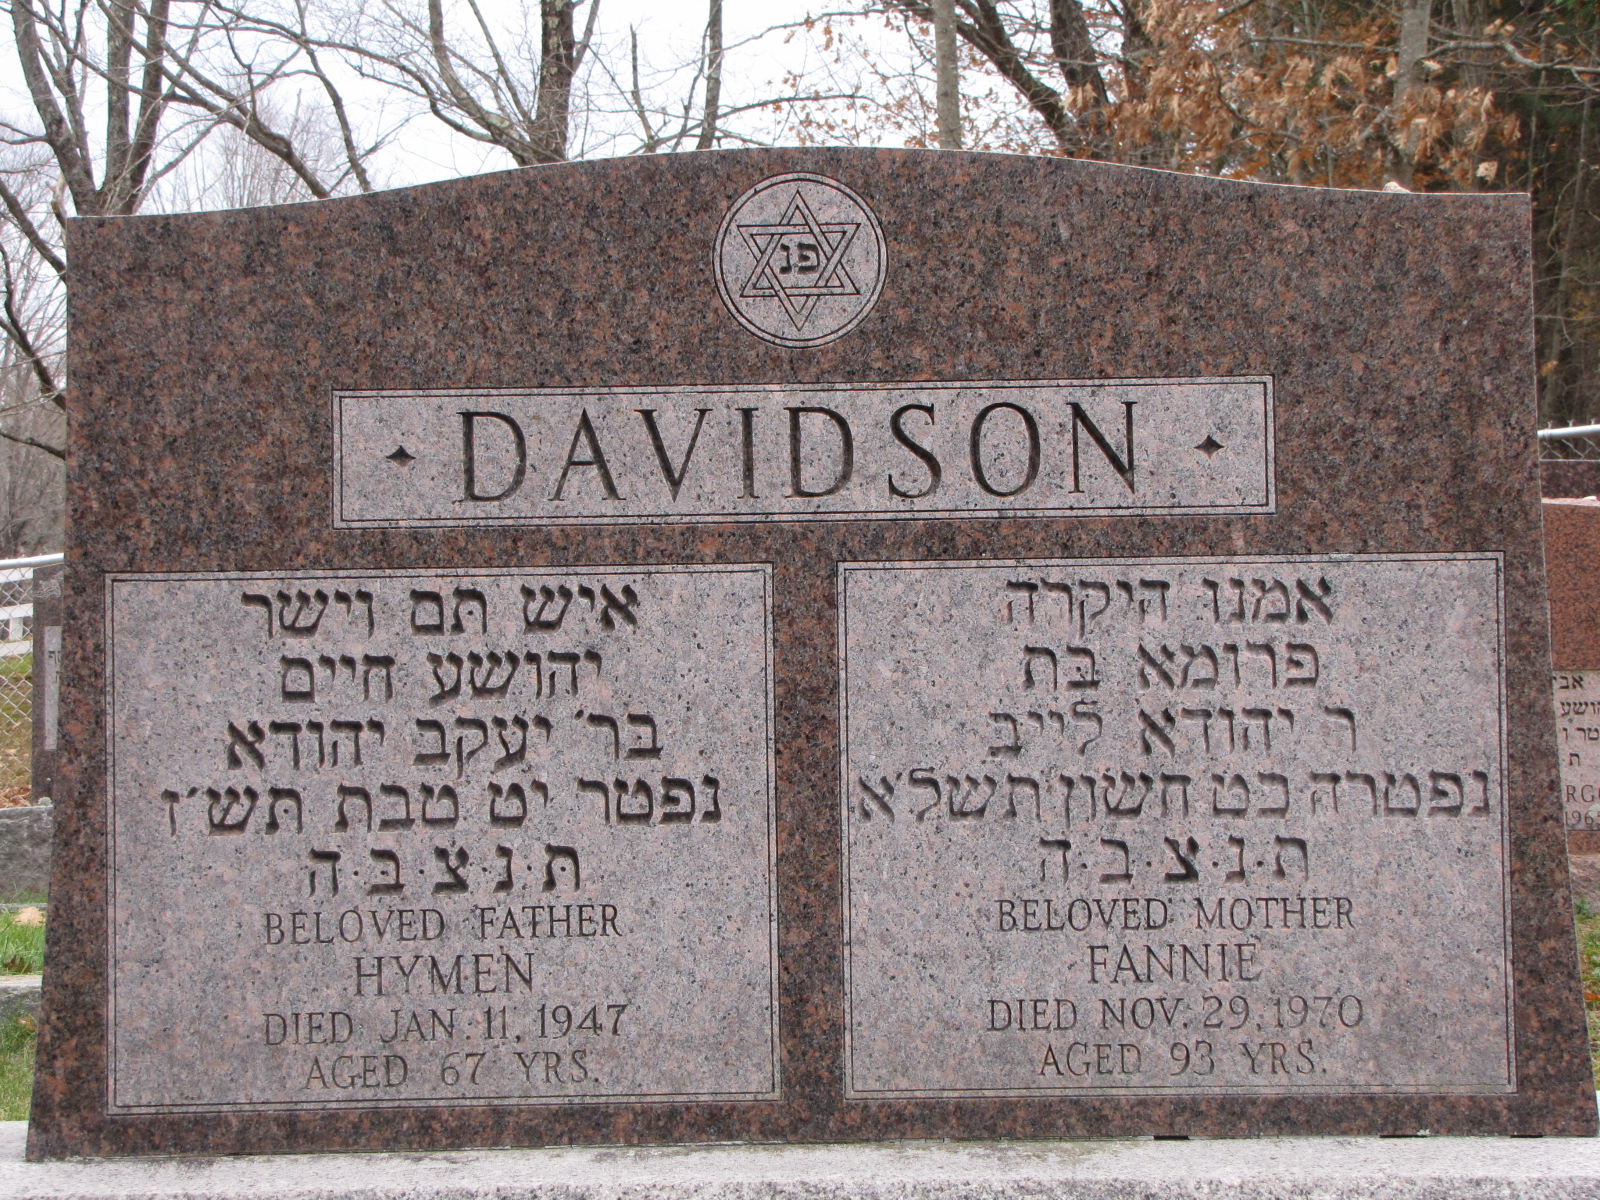 פנ
DAVIDSON
איש תם וישר
יהושע חיים
בר' יעקב יהודא
נפטר יט טבת תש'ז
ת.נ.צ.ב.ה
BELOVED FATHER
HYMEN
DIED JAN. 11, 1947
AGED 67 YRS.
אמנו היקרה
פרומא בת
ר יהודא לייב
נפטרה כט חשון תשל'א
ת.נ.צ.ב.ה
BELOVED MOTHER
FANNIE
DIED NOV. 29, 1970
AGED 93 YRS.